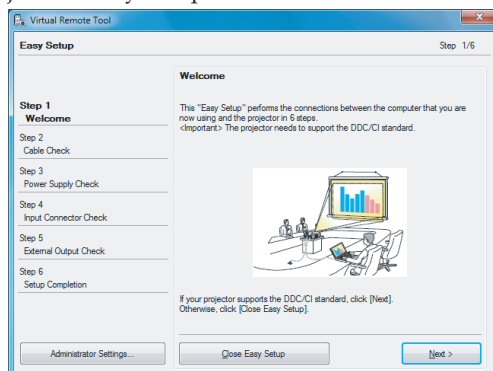 Virtual Remote Tool
Easy Setup
Step 1/6
Step 1
Welcome
Step 2
Cable Check
Step 3
Power Supply Check
Step 4
Input Connector Check
Step 5
External Output Check
Step 6
Setup Completion
Welcome
This "Easy Setup" performs the connections between the computer that you are
now using and the projector in 6 steps.
<Important> The projector needs to support the DDC/CI standard.
If your projector supports the DDC/CI standard, click [Next].
Otherwise, click [Close Easy Setup].
Administrator Settings...
Close Easy Setup
Next >